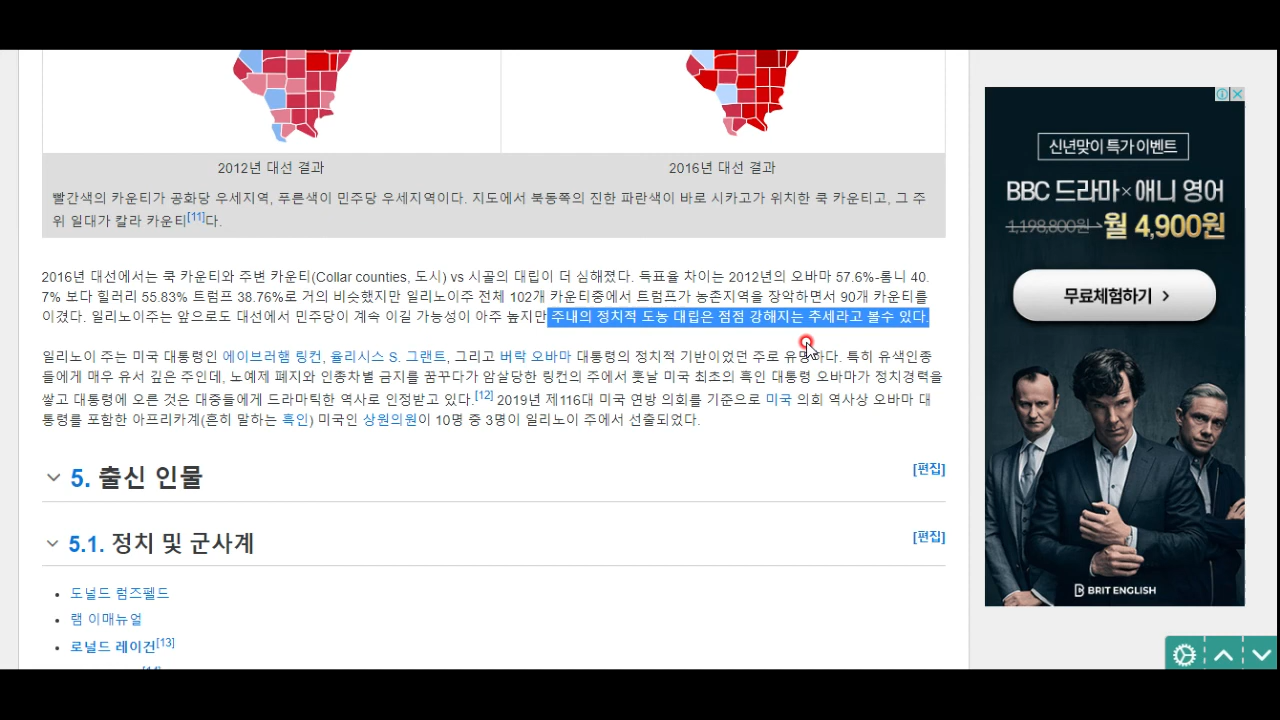 2012년 대선 결과
2016년 대선 결과
빨간색의 카운티가 공화당 우세지역, 푸른색이 민주당 우세지역이다. 지도에서 북동쪽의 진한 파란색이 바로 시카고가 위치한 쿡 카운티고, 그 주
위 일대가 칼라 카운티[11]다.
2016년 대선에서는 쿡 카운티와 주변 카운티(Collar counties, 도시) vs 시골의 대립이 더 심해졌다. 득표율 차이는 2012년의 오바마 57.6%-롬니 40.
7% 보다 힐러리 55.83% 트럼프 38.76%로 거의 비슷했지만 일리노이주 전체 102개 카운티중에서 트럼프가 농촌지역을 장악하면서 90개 카운티를
이겼다. 일리노이주는 앞으로도 대선에서 민주당이 계속 이길 가능성이 아주 높지만 주내의 정치적 도농 대립은 점점 강해지는 추세라고 볼수 있다.
일리노이 주는 미국 대통령인 에이브러햄 링컨, 율리시스 S. 그랜트, 그리고 버락 오바마 대통령의 정치적 기반이었던 주로 유명하다. 특히 유색인종
들에게 매우 유서 깊은 주인데, 노예제 폐지와 인종차별 금지를 꿈꾸다가 암살당한 링컨의 주에서 훗날 미국 최초의 흑인 대통령 오바마가 정치경력을
쌓고 대통령에 오른 것은 대중들에게 드라마틱한 역사로 인정받고 있다.[12] 2019년 제116대 미국 연방 의회를 기준으로 미국 의회 역사상 오바마 대
통령를 포함한 아프리카계(흔히 말하는 흑인) 미국인 상원의원이 10명 중 3명이 일리노이 주에서 선출되었다.
5. 출신 인물
[편집]
5.1. 정치 및 군사계
[편집]
도널드 럼즈펠드
램 이매뉴얼
로널드 레이건[13]
신년맞이 특가 이벤트
BBC 드라마×애니 영어
1,198,800원→월 4,900원
무료체험하기 >
BRIT ENGLISH